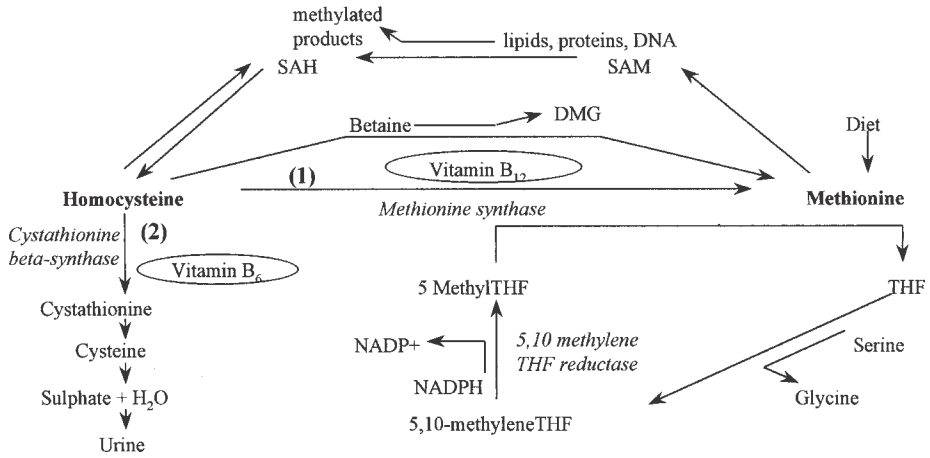 methylated
products
lipids, proteins, DNA
SAH
SAM
Betaine
DMG
Diet
(1)
Vitamin B12
Homocysteine
Methionine
Methionine synthase
Cystathionine
beta-synthase
(2)
Vitamin B6
5 MethylTHF
THF
Cystathionine
NADP+
5,10 methylene
THF reductase
Serine
Cysteine
NADPH
Glycine
Sulphate + H2O
5,10-methyleneTHF
Urine